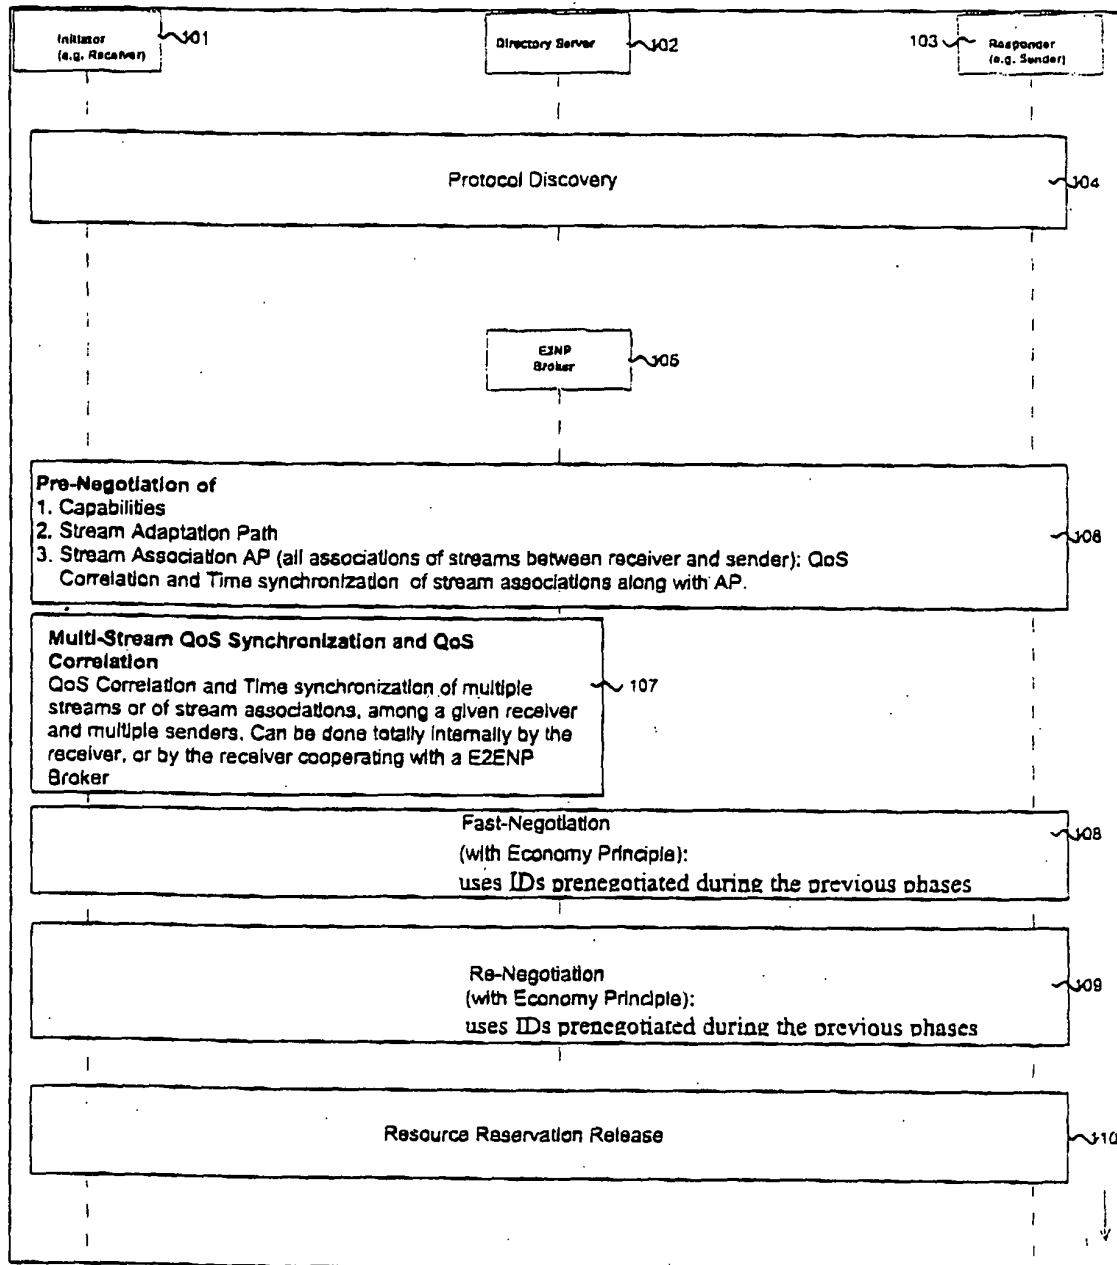 Initiator
(e.g. Receiver)
101
Directory Server
102
103
Responder
(e.g. Sender)
Protocol Discovery
104
Broker
105
Pre-Negotiation of
1. Capabilities
2. Stream Adaptation Path
3. Stream Association AP (all associations of streams between receiver and sender): QoS
Correlation and Time synchronization of stream associations along with AP.
106
Multi-Stream QoS Synchronization and QoS
Correlation
QoS Correlation and Time synchronization of multiple
streams or of stream associations, among a given receiver
and multiple senders. Can be done totally internally by the
receiver, or by the receiver cooperating with a E2ENP
Broker
107
Fast-Negotiation
(with Economy Principle):
uses IDs prenegotiated during the previous phases
108
Re-Negotiation
(with Economy Principle):
uses IDs prenegotiated during the previous phases
109
Resource Reservation Release
110